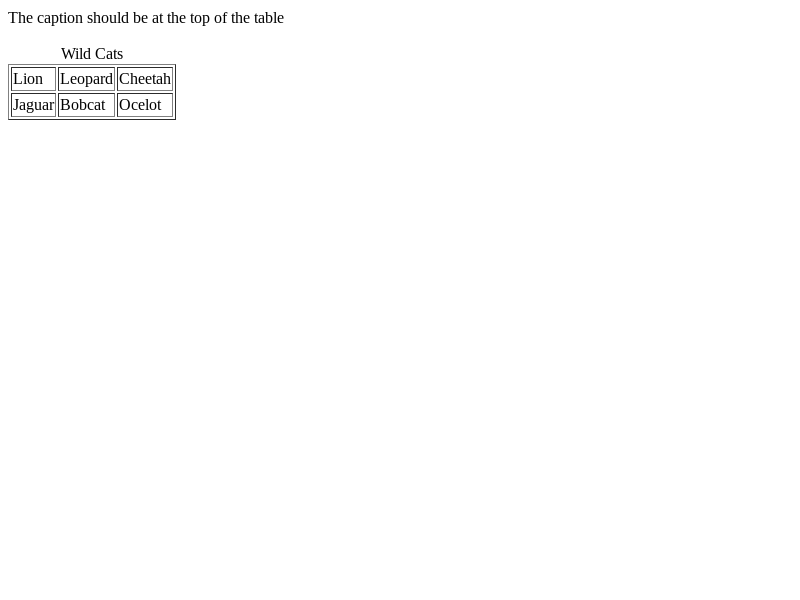 The caption should be at the top of the table
Wild Cats
Lion Leopard Cheetah
Jaguar Bobcat Ocelot